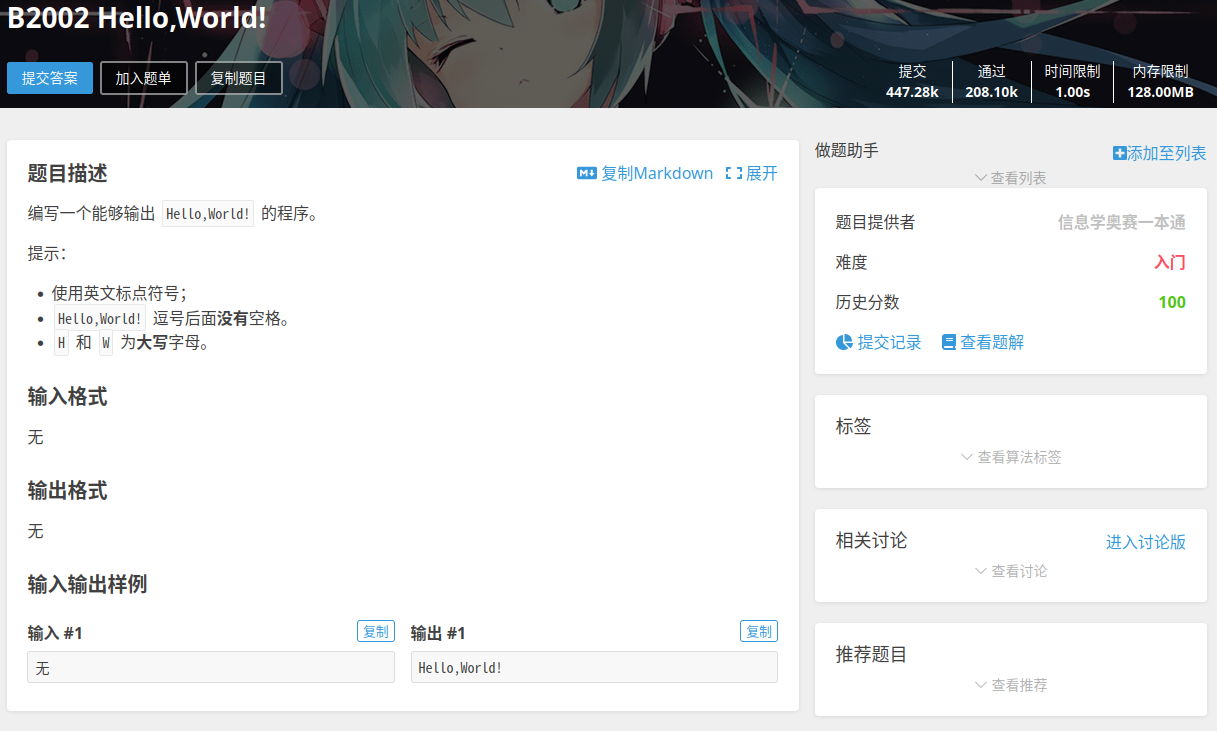 B2002 Hello,World!
提交答案 加入题单 复制题目
提交 通过 时间限制 内存限制
447.28k 208.10k 1.00s 128.00MB
题目描述 复制Markdown 展开
编写一个能够输出 Hello,World! 的程序。
提示：
使用英文标点符号；
Hello,World! 逗号后面没有空格。
H 和 W 为大写字母。
输入格式
无
输出格式
无
输入输出样例
输入 #1 复制 输出 #1 复制
无 Hello,World!
做题助手 添加至列表
查看列表
题目提供者 信息学奥赛一本通
难度 入门
历史分数 100
提交记录 查看题解
标签
查看算法标签
相关讨论 进入讨论版
查看讨论
推荐题目
查看推荐